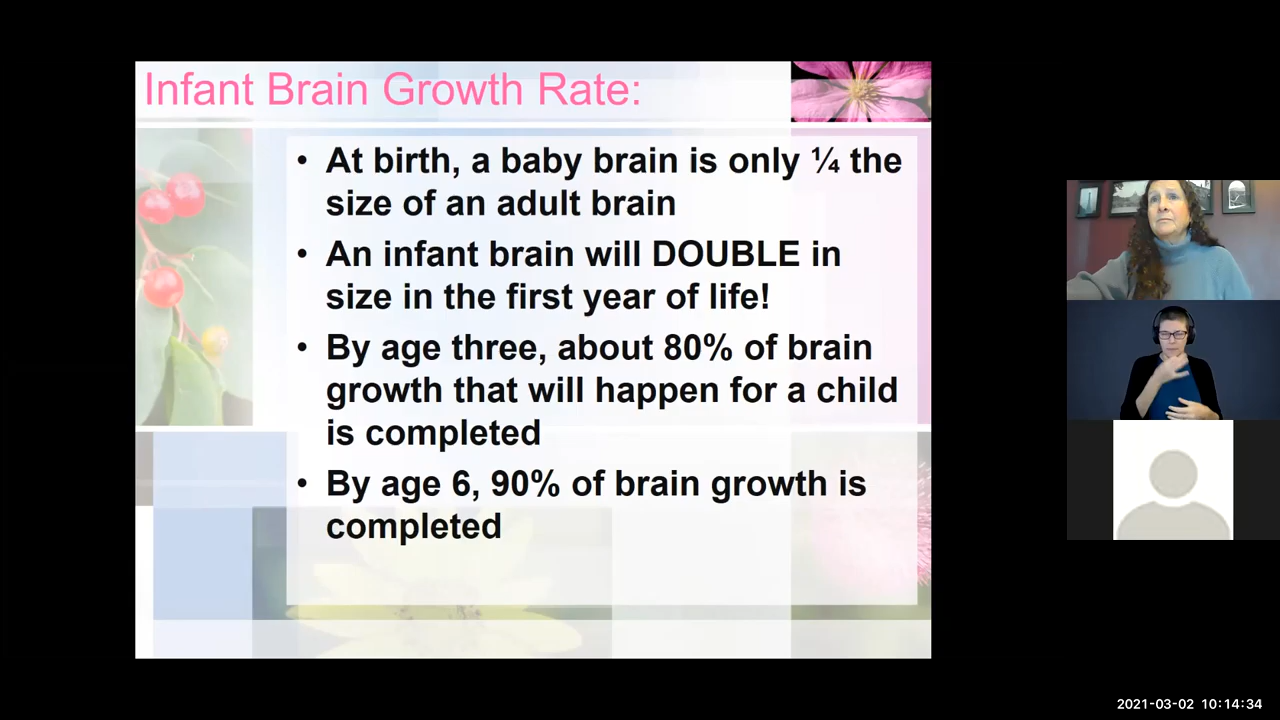 Infant Brain Growth Rate:
• At birth, a baby brain is only ¼ the
size of an adult brain
• An infant brain will DOUBLE in
size in the first year of life!
• By age three, about 80% of brain
growth that will happen for a child
is completed
• By age 6, 90% of brain growth is
completed
2021-03-02 10:14:34